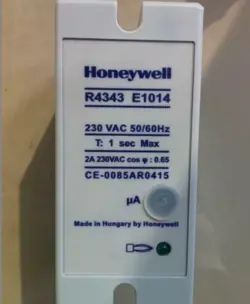 Honeywell
R4343 E1014
230 VAC 50/60Hz
T: 1 sec Max
2A 230VAC cos φ : 0.65
CE-0085AR0415
µA
Made in Hungary by Honeywell